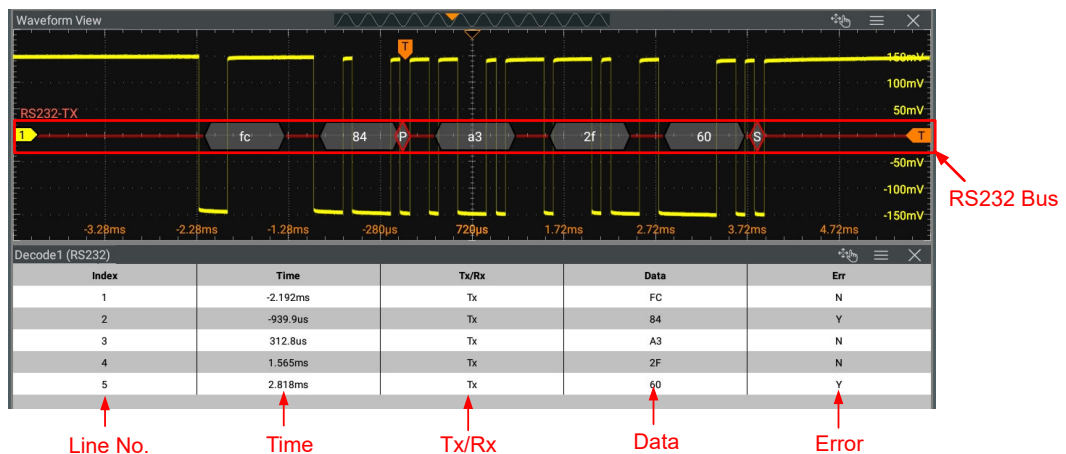 Waveform View
T
150mV
100mV
50mV
RS232-TX
1 fc 84 P a3 2f 60 S T
-50mV
RS232 Bus
-100mV
-150mV
-3.28ms -2.28ms -1.28ms -280μs 720μs 1.72ms 2.72ms 3.72ms 4.72ms
Decode1 (RS232)
Index Time Tx/Rx Data Err
1 -2.192ms Tx FC N
2 -939.9us Tx 84 Y
3 312.8us Tx A3 N
4 1.565ms Tx 2F N
5 2.818ms Tx 60 Y
Line No. Time Tx/Rx Data Error